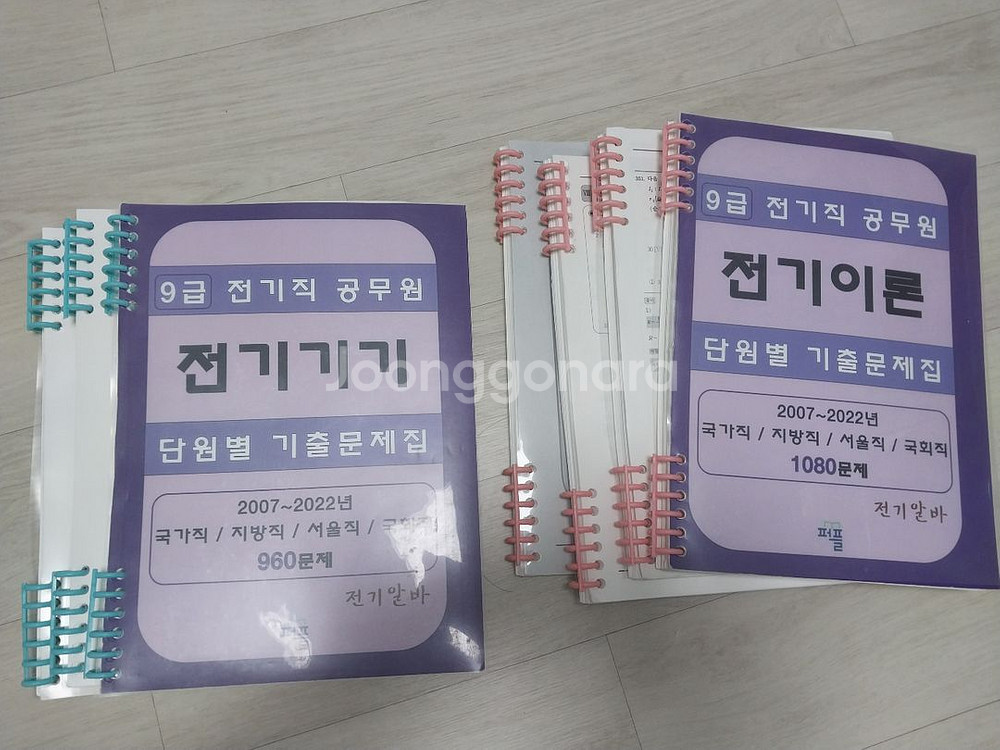 9급 전기직 공무원
전기기기
단원별 기출문제집
2007~2022년
국가직 / 지방직 / 서울직 / 국회직
960문제
전기알바
퍼플
9급 전기직 공무원
전기이론
단원별 기출문제집
2007~2022년
국가직 / 지방직 / 서울직 / 국회직
1080문제
전기알바
퍼플
Joonggonara